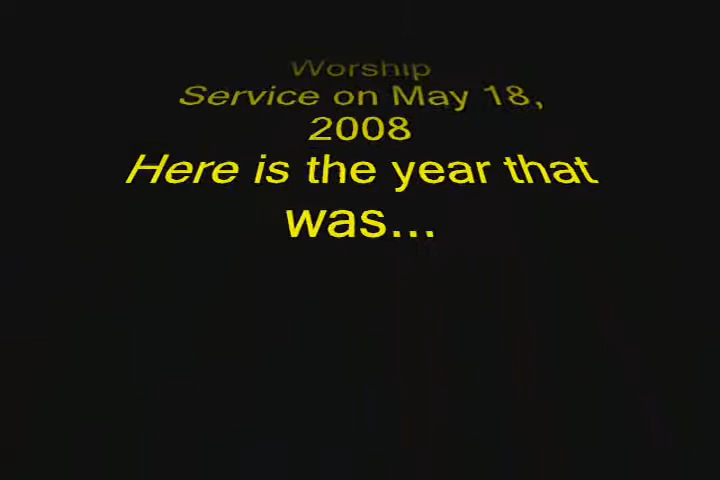 Worship
Service on May 18,
2008
Here is the year that
was...